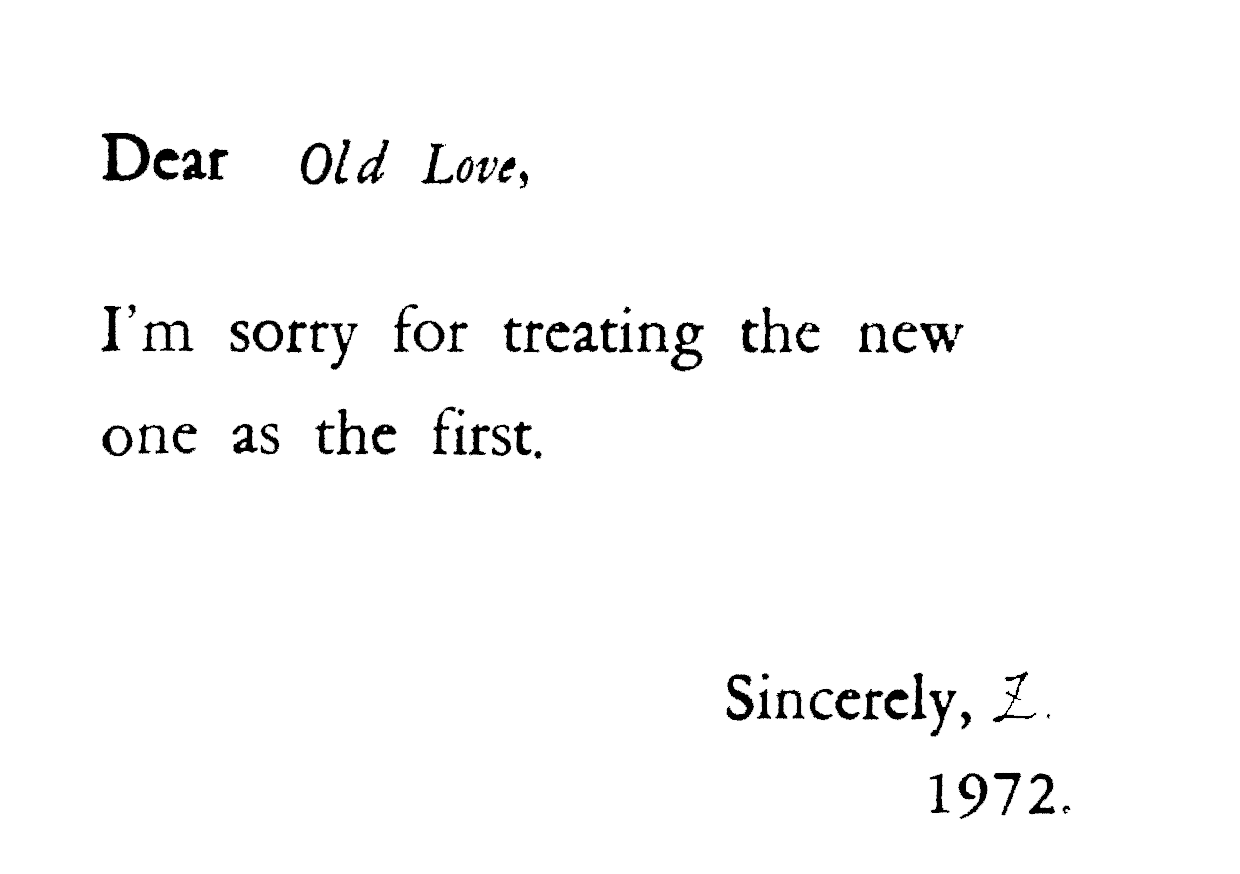 Dear Old Love,
I'm sorry for treating the new
one as the first.
Sincerely, Z.
1972.